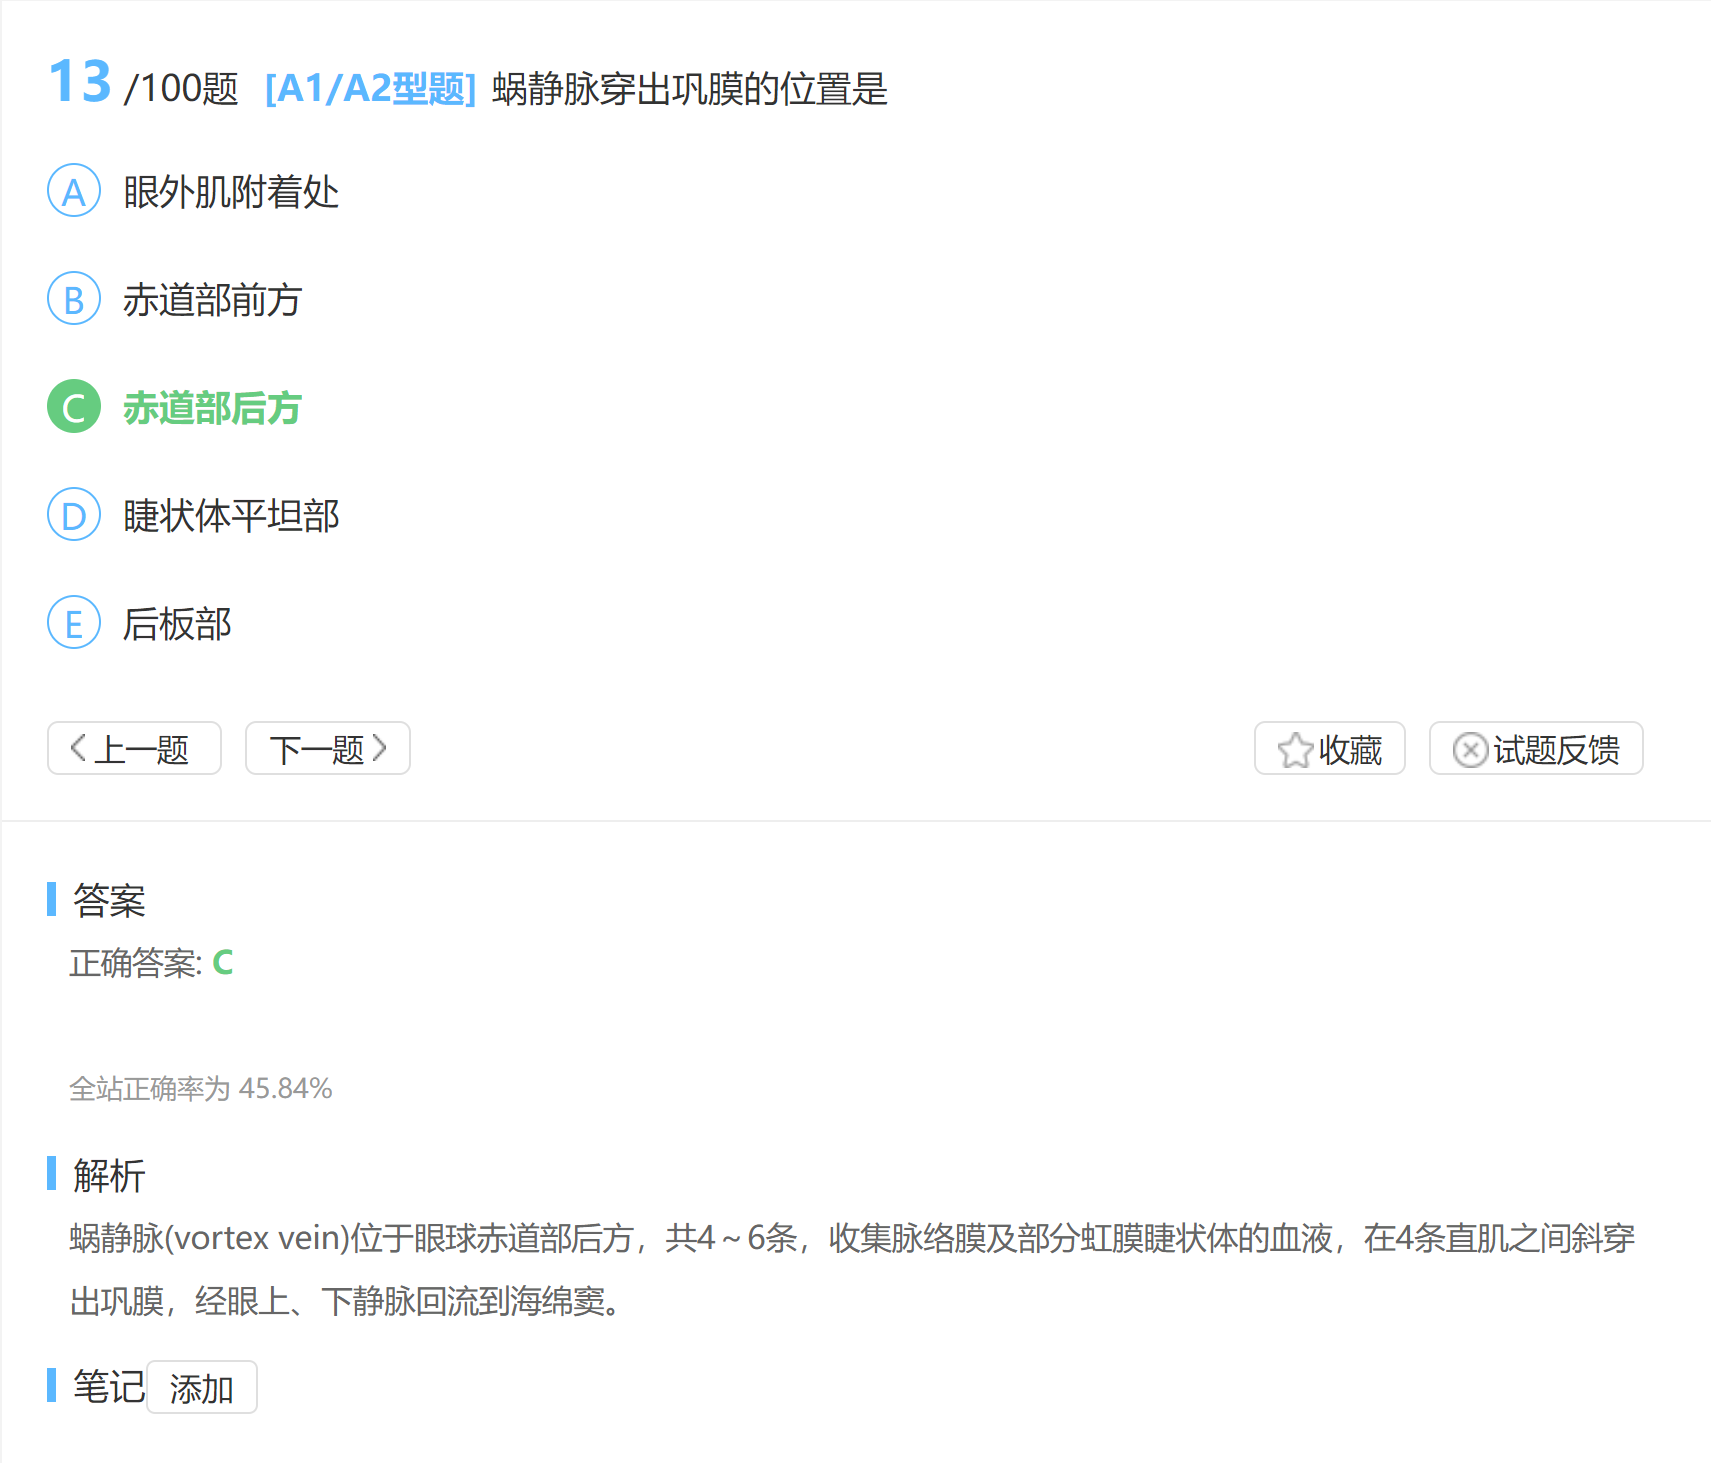 13 /100题 [A1/A2型题] 蜗静脉穿出巩膜的位置是
A 眼外肌附着处
B 赤道部前方
C 赤道部后方
D 睫状体平坦部
E 后板部
上一题 下一题 收藏 试题反馈
答案
正确答案: C
全站正确率为 45.84%
解析
蜗静脉(vortex vein)位于眼球赤道部后方，共4～6条，收集脉络膜及部分虹膜睫状体的血液，在4条直肌之间斜穿
出巩膜，经眼上、下静脉回流到海绵窦。
笔记 添加